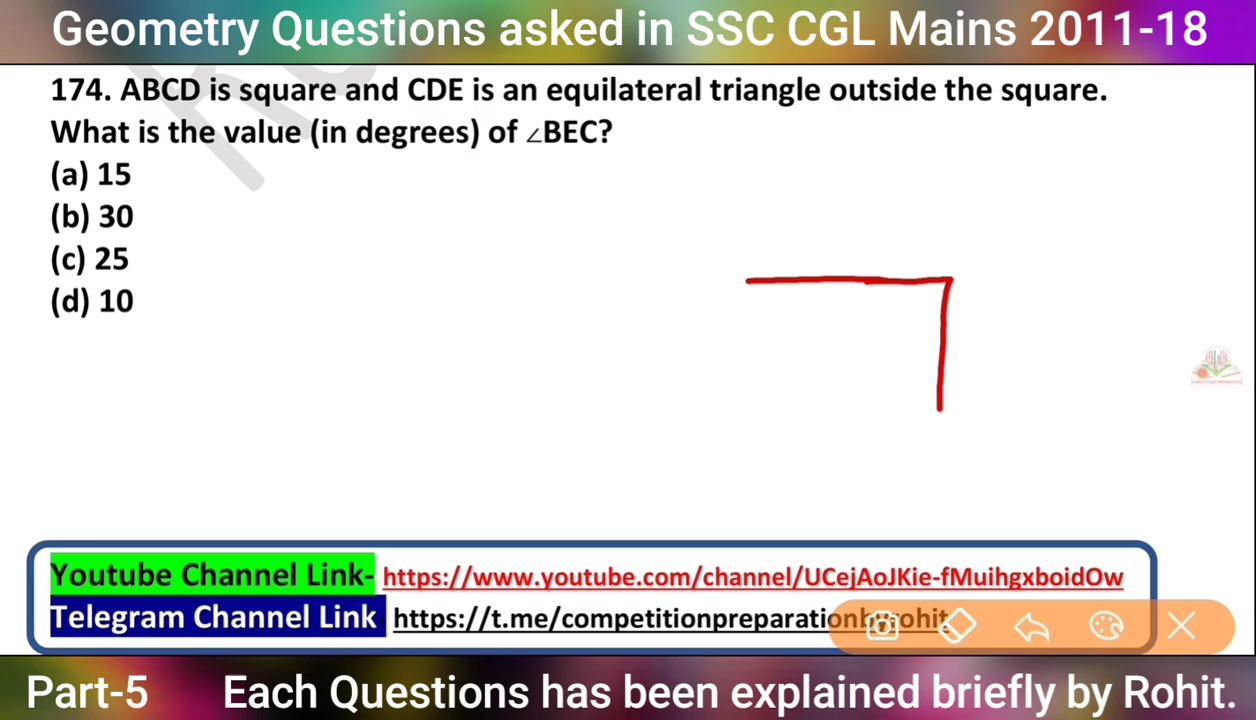 Geometry Questions asked in SSC CGL Mains 2011-18
174. ABCD is square and CDE is an equilateral triangle outside the square.
What is the value (in degrees) of ∠BEC?
(a) 15
(b) 30
(c) 25
(d) 10
Youtube Channel Link- https://www.youtube.com/channel/UCejAoJKie-fMuihgxboidOw
Telegram Channel Link https://t.me/competitionpreparationbyrohit
Part-5 Each Questions has been explained briefly by Rohit.